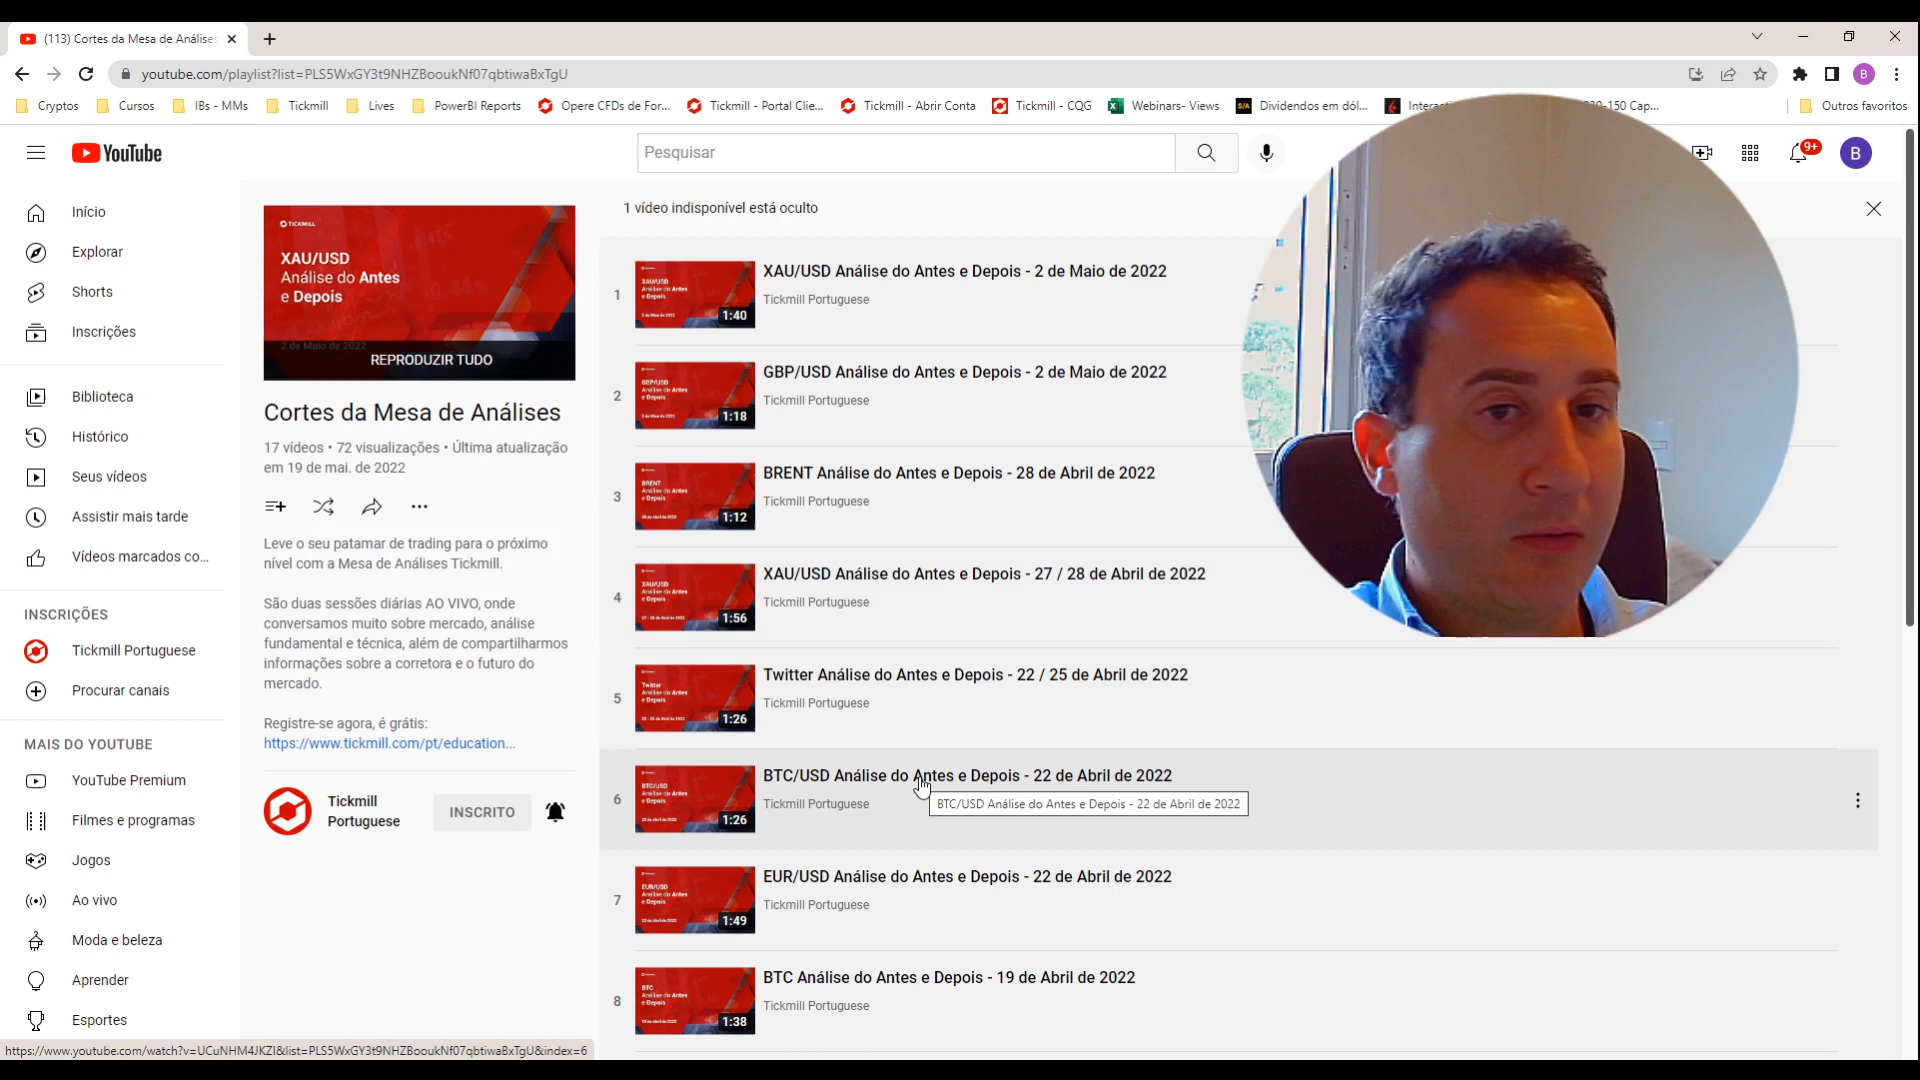 (113) Cortes da Mesa de Análises
youtube.com/playlist?list=PLS5WxGY3t9NHZBooukNf07qbtiwaBxTgU
B
Cryptos
Cursos
IBs - MMs
Tickmill
Lives
PowerBI Reports
Opere CFDs de For...
Tickmill - Portal Clie...
Tickmill - Abrir Conta
Tickmill - CQG
Webinars- Views
Dividendos em dól...
Outros favoritos
YouTube
Pesquisar
9+
B
Início
Explorar
Shorts
Inscrições
Biblioteca
Histórico
Seus vídeos
Assistir mais tarde
Vídeos marcados co...
INSCRIÇÕES
Tickmill Portuguese
Procurar canais
MAIS DO YOUTUBE
YouTube Premium
Filmes e programas
Jogos
Ao vivo
Moda e beleza
Aprender
Esportes
TICKMILL
XAU/USD
Análise do Antes
e Depois
2 de Maio de 2022
REPRODUZIR TUDO
Cortes da Mesa de Análises
17 vídeos • 72 visualizações • Última atualização
em 19 de mai. de 2022
Leve o seu patamar de trading para o próximo
nível com a Mesa de Análises Tickmill.
São duas sessões diárias AO VIVO, onde
conversamos muito sobre mercado, análise
fundamental e técnica, além de compartilharmos
informações sobre a corretora e o futuro do
mercado.
Registre-se agora, é grátis:
https://www.tickmill.com/pt/education...
Tickmill
Portuguese
INSCRITO
1 vídeo indisponível está oculto
1
1:40
XAU/USD Análise do Antes e Depois - 2 de Maio de 2022
Tickmill Portuguese
2
1:18
GBP/USD Análise do Antes e Depois - 2 de Maio de 2022
Tickmill Portuguese
3
1:12
BRENT Análise do Antes e Depois - 28 de Abril de 2022
Tickmill Portuguese
4
1:56
XAU/USD Análise do Antes e Depois - 27 / 28 de Abril de 2022
Tickmill Portuguese
5
1:26
Twitter Análise do Antes e Depois - 22 / 25 de Abril de 2022
Tickmill Portuguese
6
1:26
BTC/USD Análise do Antes e Depois - 22 de Abril de 2022
Tickmill Portuguese
BTC/USD Análise do Antes e Depois - 22 de Abril de 2022
7
1:49
EUR/USD Análise do Antes e Depois - 22 de Abril de 2022
Tickmill Portuguese
8
1:38
BTC Análise do Antes e Depois - 19 de Abril de 2022
Tickmill Portuguese
https://www.youtube.com/watch?v=UCuNHM4JKZI&list=PLS5WxGY3t9NHZBooukNf07qbtiwaBxTgU&index=6